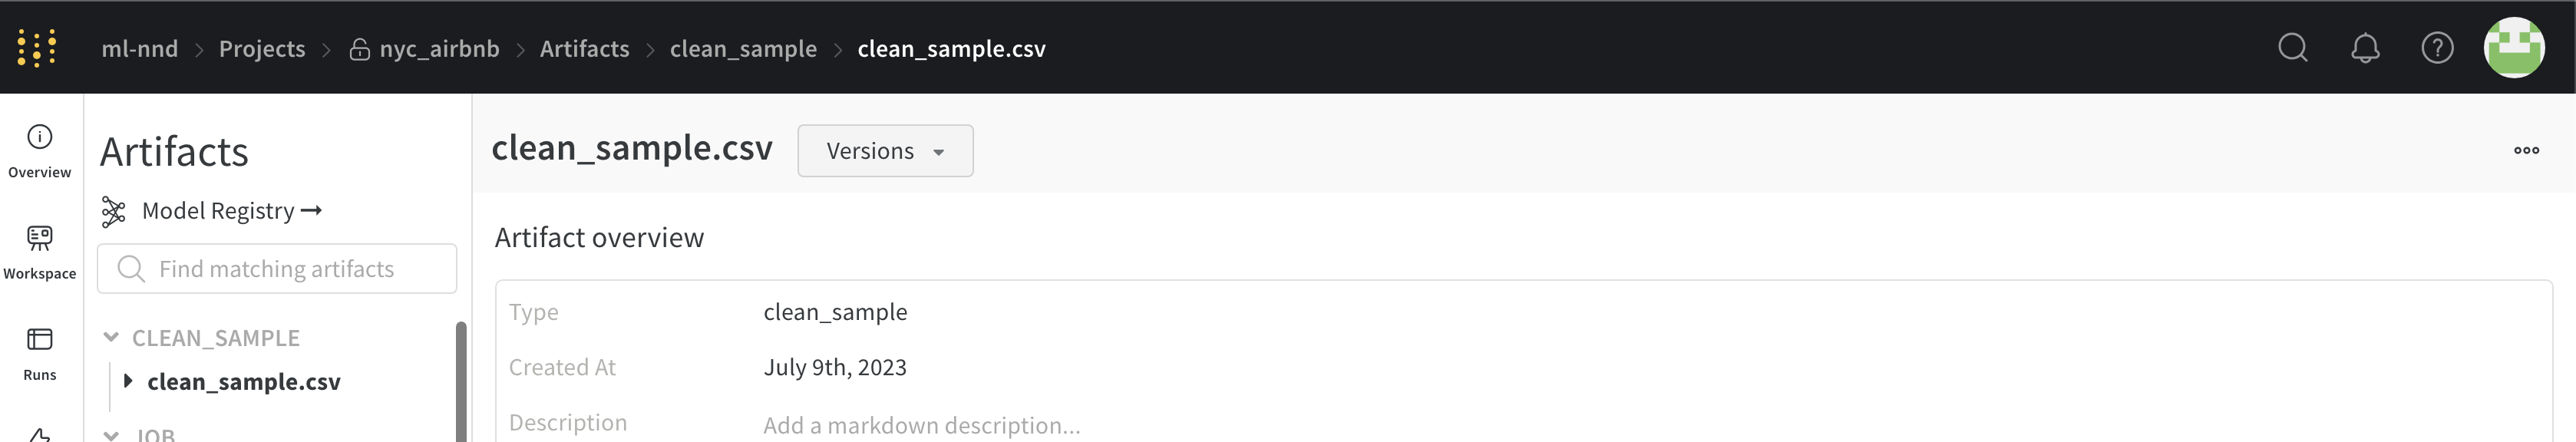 ml-nnd > Projects > nyc_airbnb > Artifacts > clean_sample > clean_sample.csv
Overview
Workspace
Runs
Artifacts
Model Registry →
Find matching artifacts
CLEAN_SAMPLE
clean_sample.csv
JOB
clean_sample.csv Versions
Artifact overview
Type clean_sample
Created At July 9th, 2023
Description Add a markdown description...